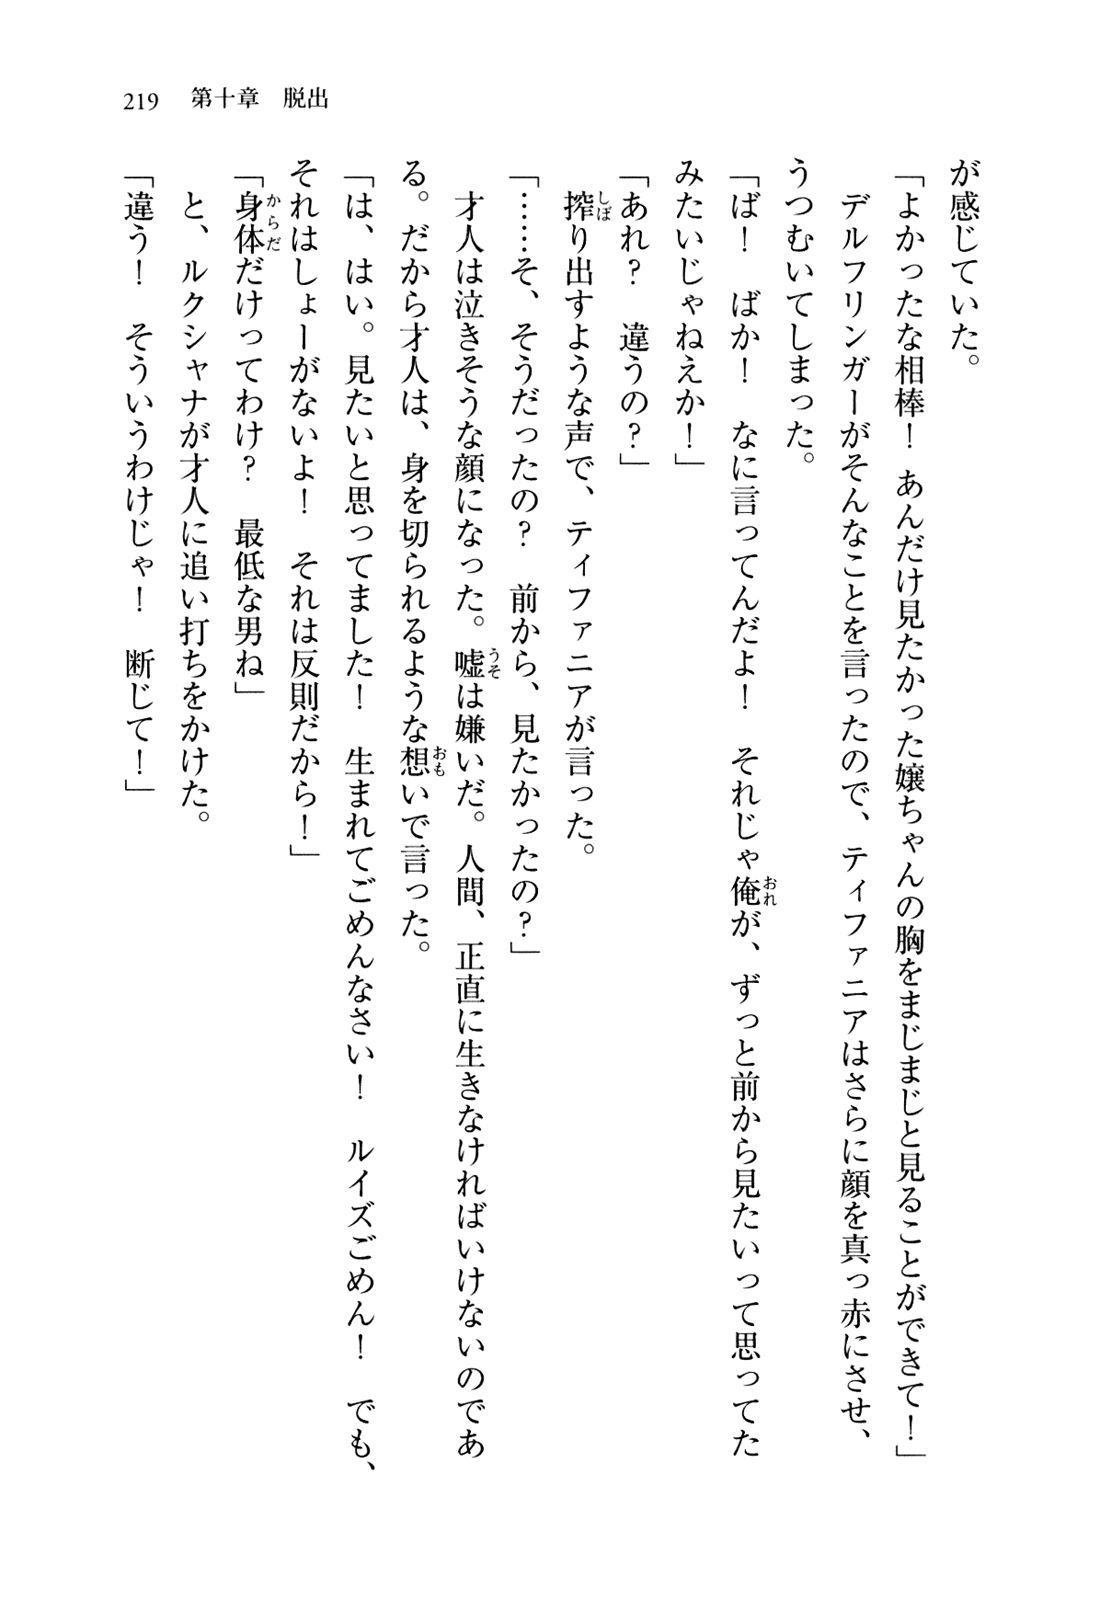 219　第十章　脱出
が感じていた。
「よかったな相棒！　あんだけ見たかった嬢ちゃんの胸をまじまじと見ることができて！」
　デルフリンガーがそんなことを言ったので、ティファニアはさらに顔を真っ赤にさせ、
うつむいてしまった。
「ば！　ばか！　なに言ってんだよ！　それじゃ俺が、ずっと前から見たいって思ってた
みたいじゃねえか！」
「あれ？　違うの？」
　搾り出すような声で、ティファニアが言った。
「……そ、そうだったの？　前から、見たかったの？」
　才人は泣きそうな顔になった。嘘は嫌いだ。人間、正直に生きなければいけないのであ
る。だから才人は、身を切られるような想いで言った。
「は、はい。見たいと思ってました！　生まれてごめんなさい！　ルイズごめん！　でも、
それはしょーがないよ！　それは反則だから！」
「身体だけってわけ？　最低な男ね」
　と、ルクシャナが才人に追い打ちをかけた。
「違う！　そういうわけじゃ！　断じて！」